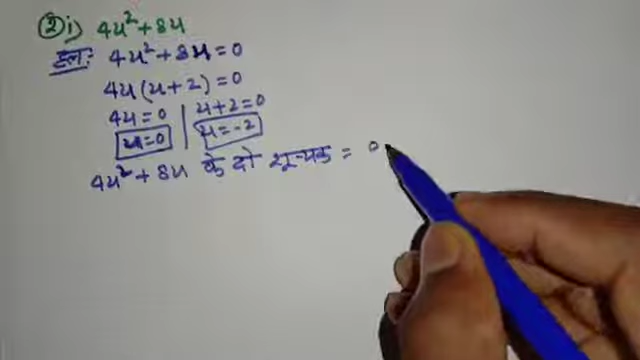 ② i) 4u² + 8u
हल:- 4u² + 8u = 0
4u (u + 2) = 0
4u = 0 | u + 2 = 0
u = 0 | u = -2
4u² + 8u के दो शून्यक = 0